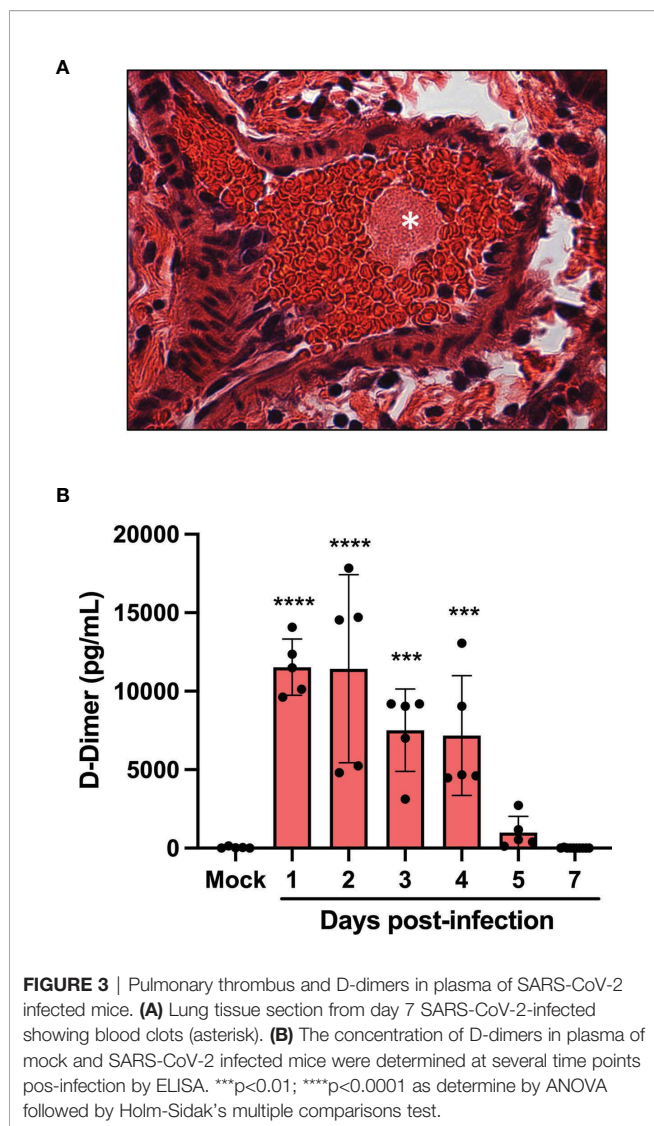 A
*
B
20000
15000
10000
5000
0
D-Dimer (pg/mL)
****
****
***
***
Mock 1 2 3 4 5 7
Days post-infection
FIGURE 3 | Pulmonary thrombus and D-dimers in plasma of SARS-CoV-2
infected mice. (A) Lung tissue section from day 7 SARS-CoV-2-infected
showing blood clots (asterisk). (B) The concentration of D-dimers in plasma of
mock and SARS-CoV-2 infected mice were determined at several time points
pos-infection by ELISA. ***p<0.01; ****p<0.0001 as determine by ANOVA
followed by Holm-Sidak's multiple comparisons test.